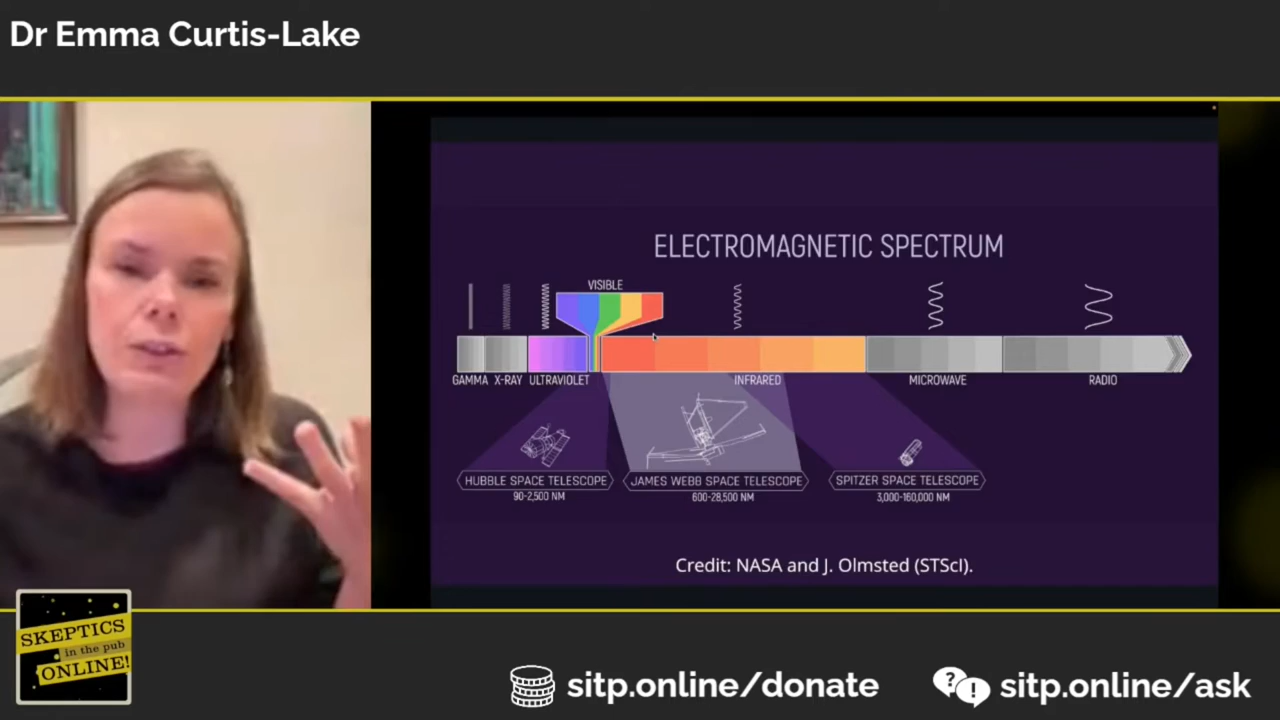 Dr Emma Curtis-Lake
ELECTROMAGNETIC SPECTRUM
VISIBLE
GAMMA X-RAY ULTRAVIOLET INFRARED MICROWAVE RADIO
HUBBLE SPACE TELESCOPE JAMES WEBB SPACE TELESCOPE SPITZER SPACE TELESCOPE
90-2,500 NM 600-28,500 NM 3,000-160,000 NM
Credit: NASA and J. Olmsted (STScI).
SKEPTICS
in the pub
ONLINE!
sitp.online/donate ? ! sitp.online/ask